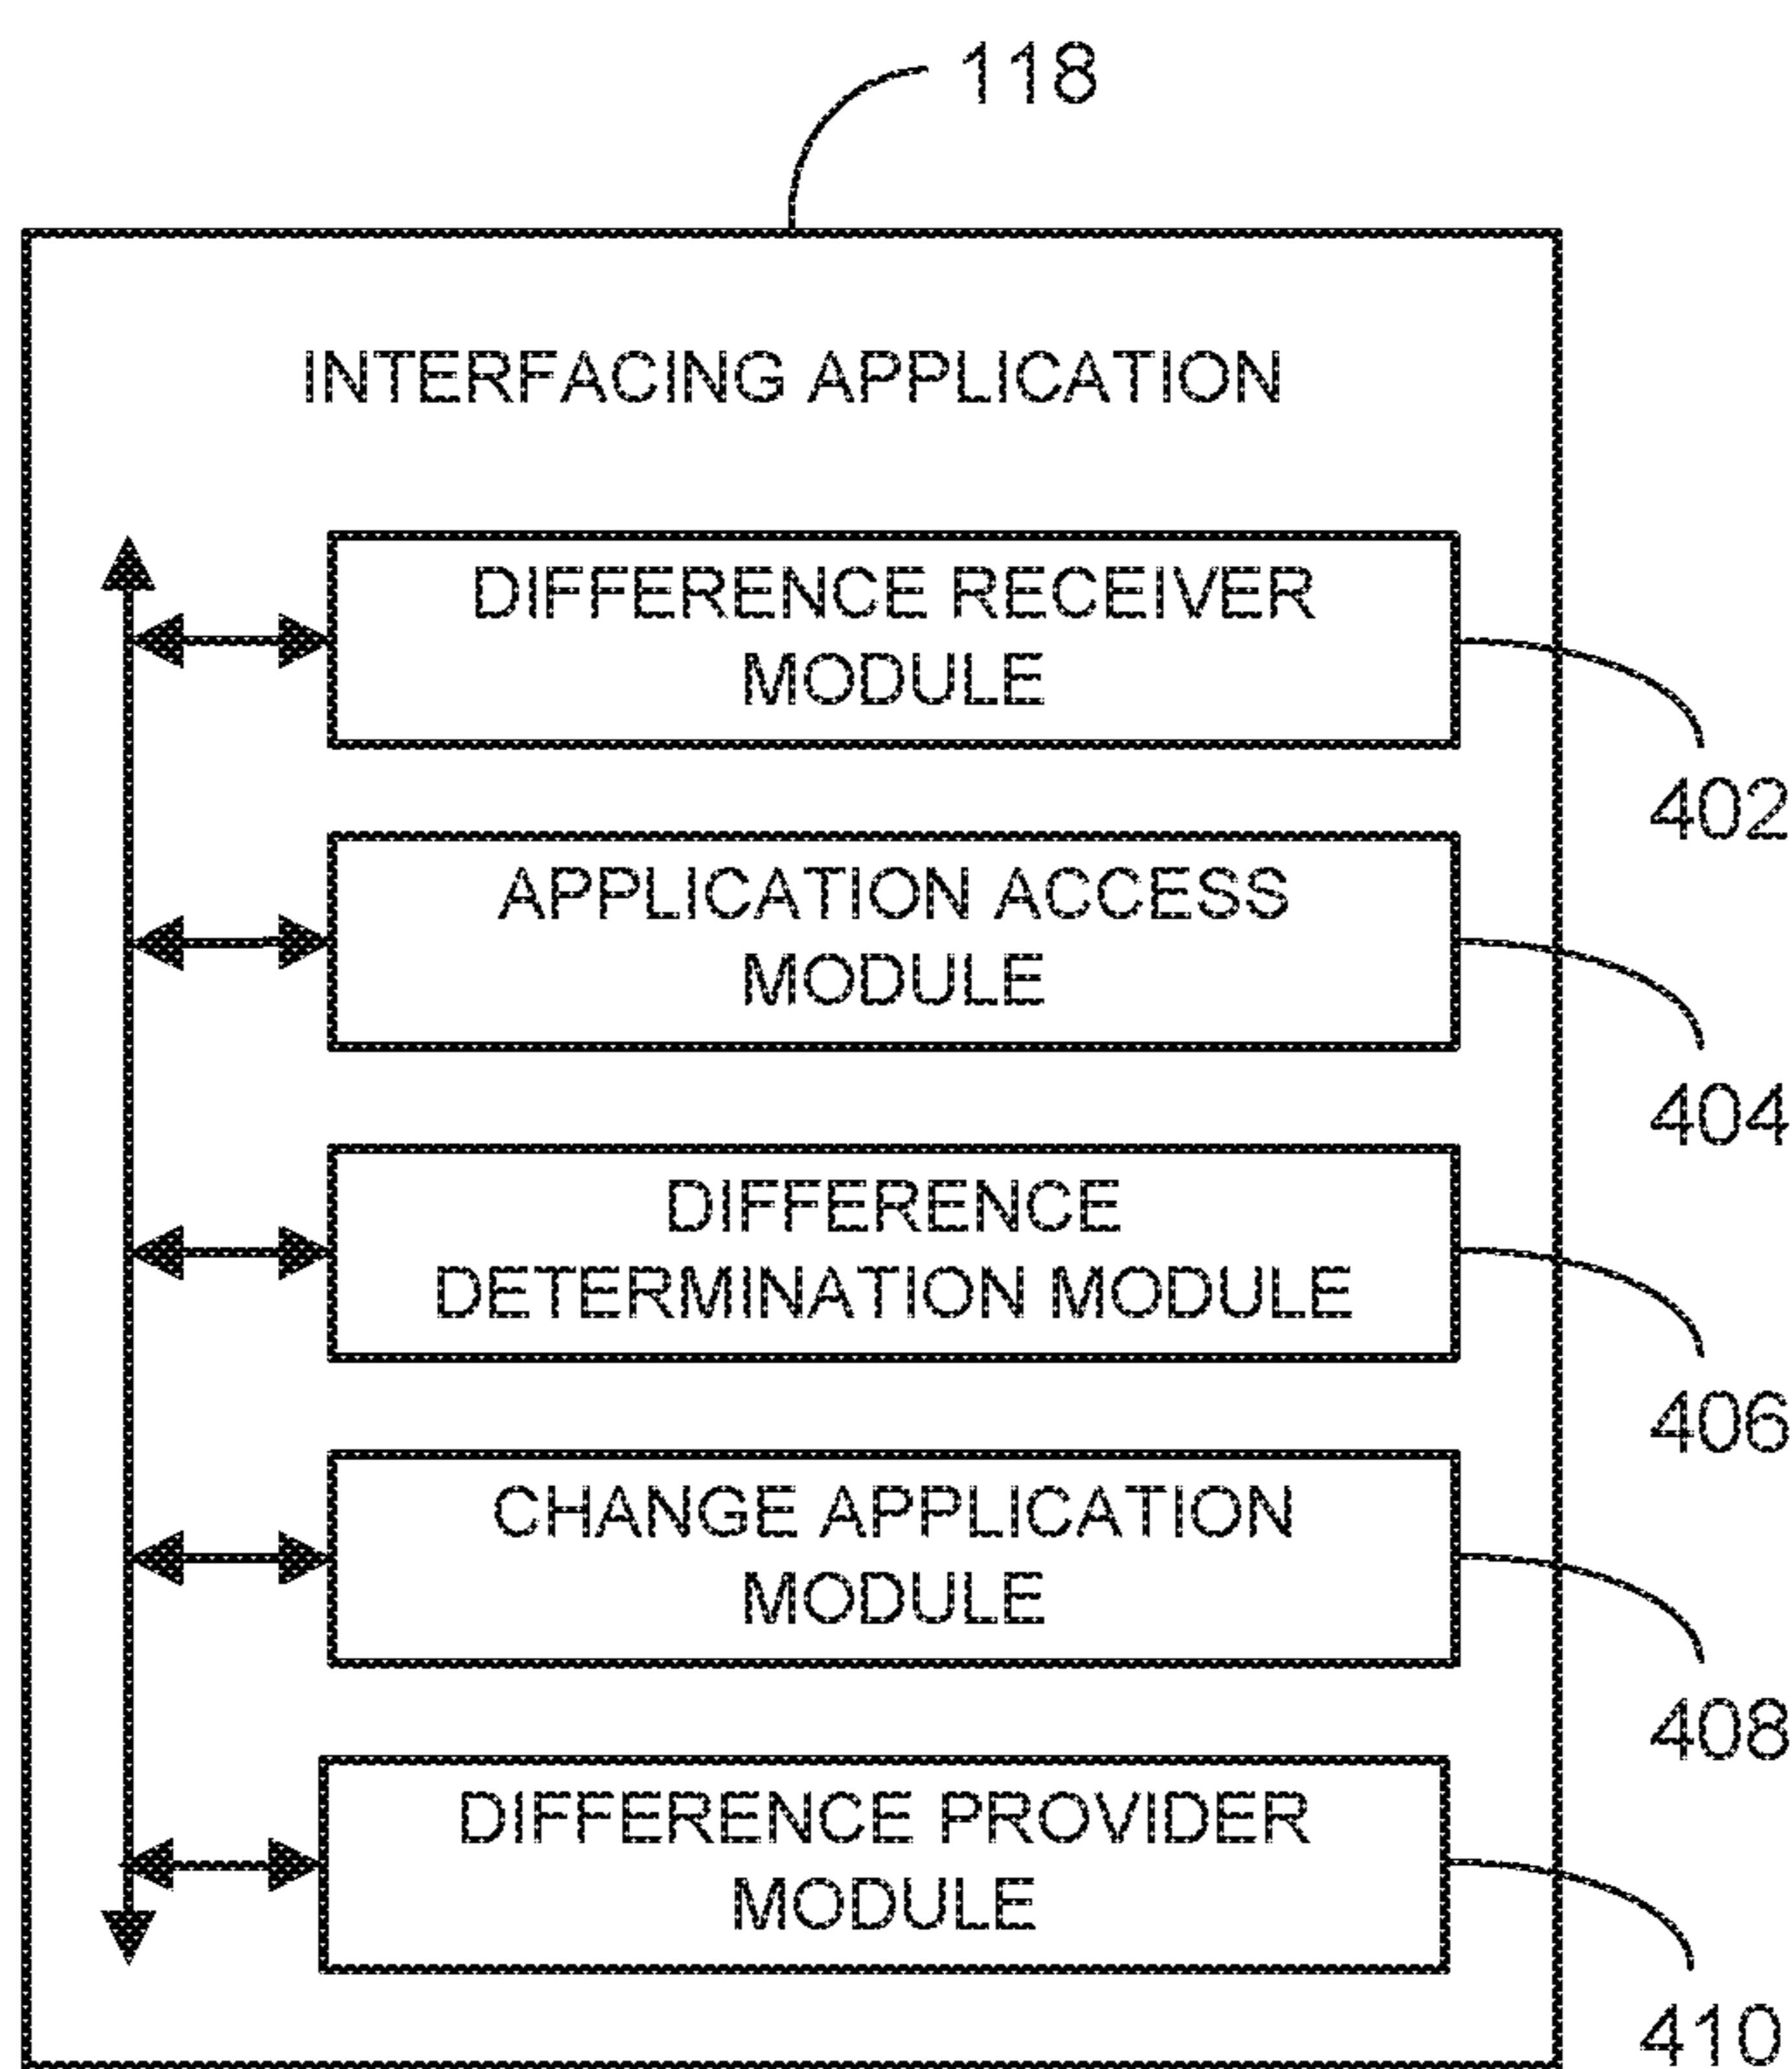 118
INTERFACING APPLICATION
DIFFERENCE RECEIVER
MODULE
402
APPLICATION ACCESS
MODULE
404
DIFFERENCE
DETERMINATION MODULE
406
CHANGE APPLICATION
MODULE
408
DIFFERENCE PROVIDER
MODULE
410